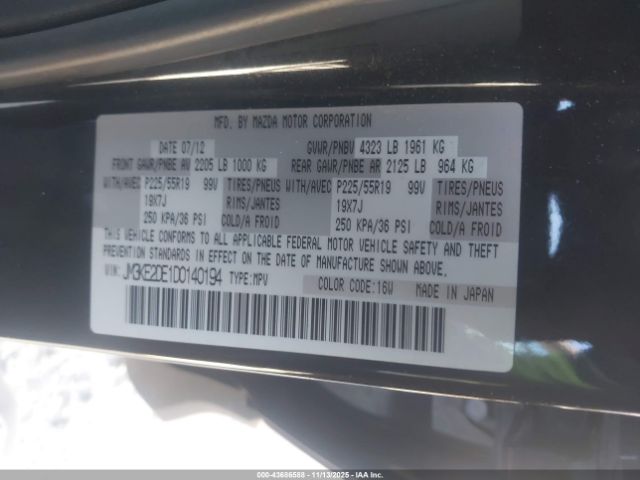 MFD. BY MAZDA MOTOR CORPORATION
DATE 07/12 GVWR/PNBV 4323 LB 1961 KG
FRONT GAWR/PNBE AV 2205 LB 1000 KG REAR GAWR/PNBE AR 2125 LB 964 KG
WITH/AVEC P225/55R19 99V TIRES/PNEUS WITH/AVEC P225/55R19 99V TIRES/PNEUS
19X7J RIMS/JANTES 19X7J RIMS/JANTES
250 KPA/36 PSI COLD/A FROID 250 KPA/36 PSI COLD/A FROID
THIS VEHICLE CONFORMS TO ALL APPLICABLE FEDERAL MOTOR VEHICLE SAFETY AND THEFT
PREVENTION STANDARDS IN EFFECT ON THE DATE OF MANUFACTURE SHOWN ABOVE.
VIN: JM3KE2DE1D0140194 TYPE:MPV COLOR CODE:16W MADE IN JAPAN
000-43686588 - 11/13/2025 - IAAI.com